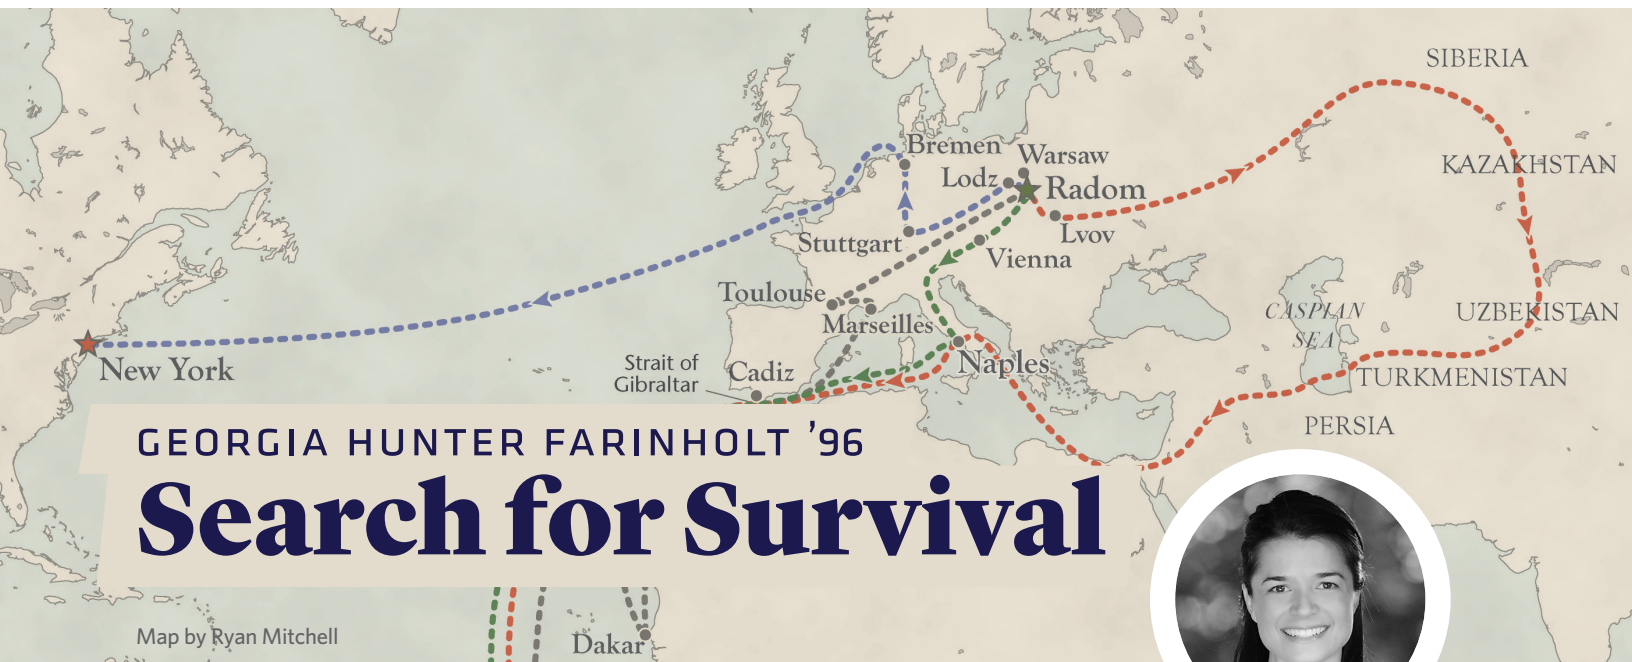 SIBERIA
Bremen
Warsaw
KAZAKHSTAN
Lodz
Radom
Lvov
Stuttgart
Vienna
Toulouse
CASPIAN
SEA
UZBEKISTAN
Marseilles
New York
Strait of
Gibraltar
Cadiz
Naples
TURKMENISTAN
PERSIA
GEORGIA HUNTER FARINHOLT ’96
Search for Survival
Map by Ryan Mitchell
Dakar